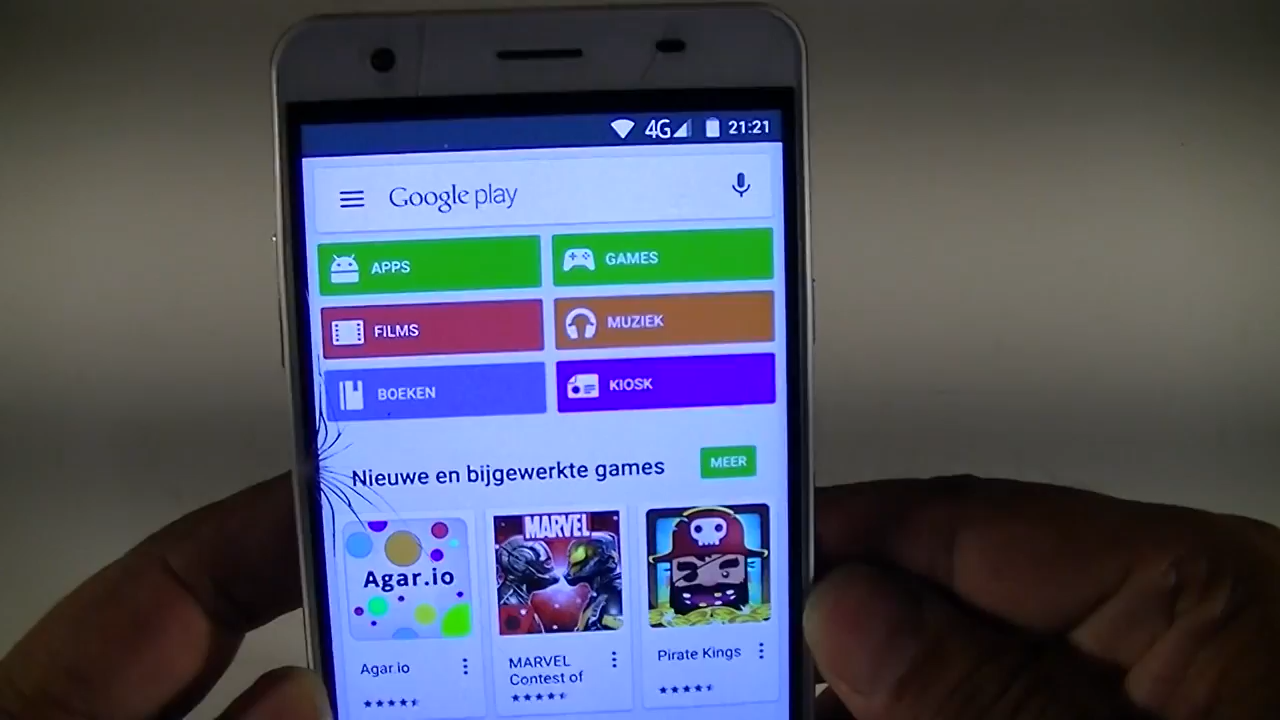 4G 21:21
Google play
APPS GAMES
FILMS MUZIEK
BOEKEN KIOSK
Nieuwe en bijgewerkte games MEER
Agar.io MARVEL
Agar.io MARVEL Pirate Kings
Contest of